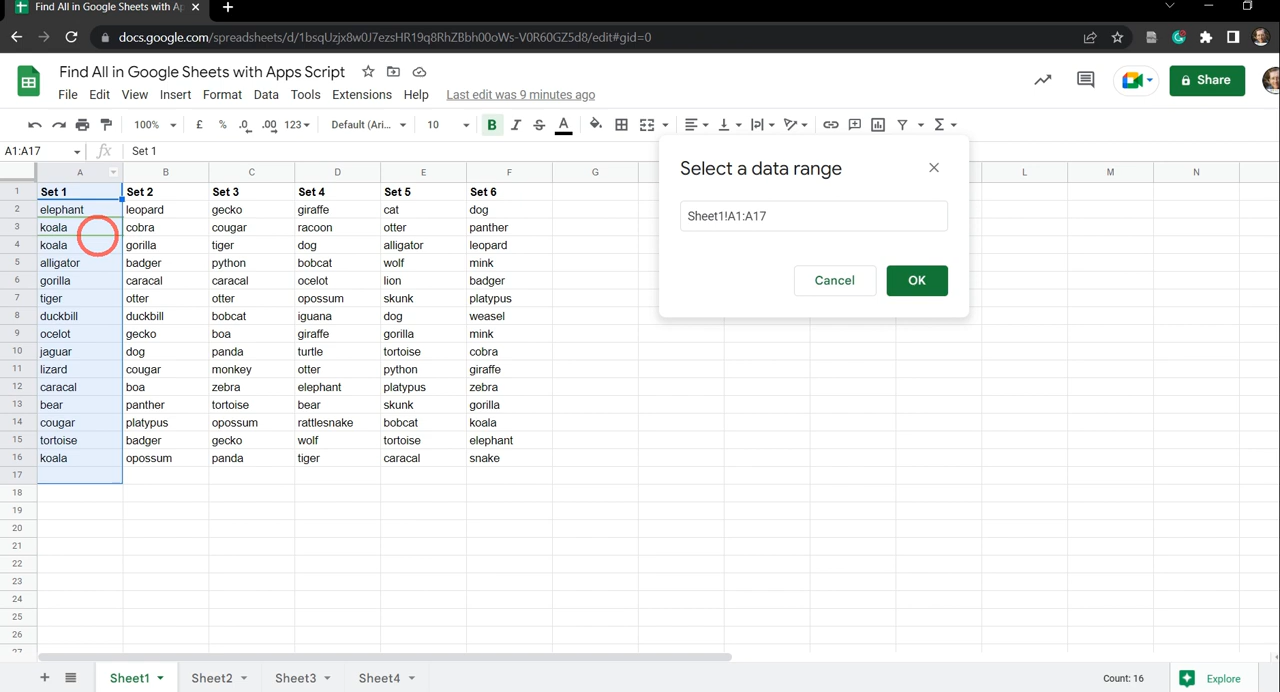 Find All in Google Sheets with Ap
docs.google.com/spreadsheets/d/1bsqUzjx8w0J7ezsHR19q8RhZBbh00oWs-V0R60GZ5d8/edit#gid=0
Find All in Google Sheets with Apps Script
File Edit View Insert Format Data Tools Extensions Help Last edit was 9 minutes ago
Share
100% £ % .0 .00 123 Default (Ari... 10 B I S A Σ
A1:A17 fx Set 1
A B C D E F G L M N
1 Set 1 Set 2 Set 3 Set 4 Set 5 Set 6
2 elephant leopard gecko giraffe cat dog
3 koala cobra cougar racoon otter panther
4 koala gorilla tiger dog alligator leopard
5 alligator badger python bobcat wolf mink
6 gorilla caracal caracal ocelot lion badger
7 tiger otter otter opossum skunk platypus
8 duckbill duckbill bobcat iguana dog weasel
9 ocelot gecko boa giraffe gorilla mink
10 jaguar dog panda turtle tortoise cobra
11 lizard cougar monkey otter python giraffe
12 caracal boa zebra elephant platypus zebra
13 bear panther tortoise bear skunk gorilla
14 cougar platypus opossum rattlesnake bobcat koala
15 tortoise badger gecko wolf tortoise elephant
16 koala opossum panda tiger caracal snake
17
18
19
20
21
22
23
24
25
26
27
Select a data range
Sheet1!A1:A17
Cancel OK
Sheet1 Sheet2 Sheet3 Sheet4 Count: 16 Explore